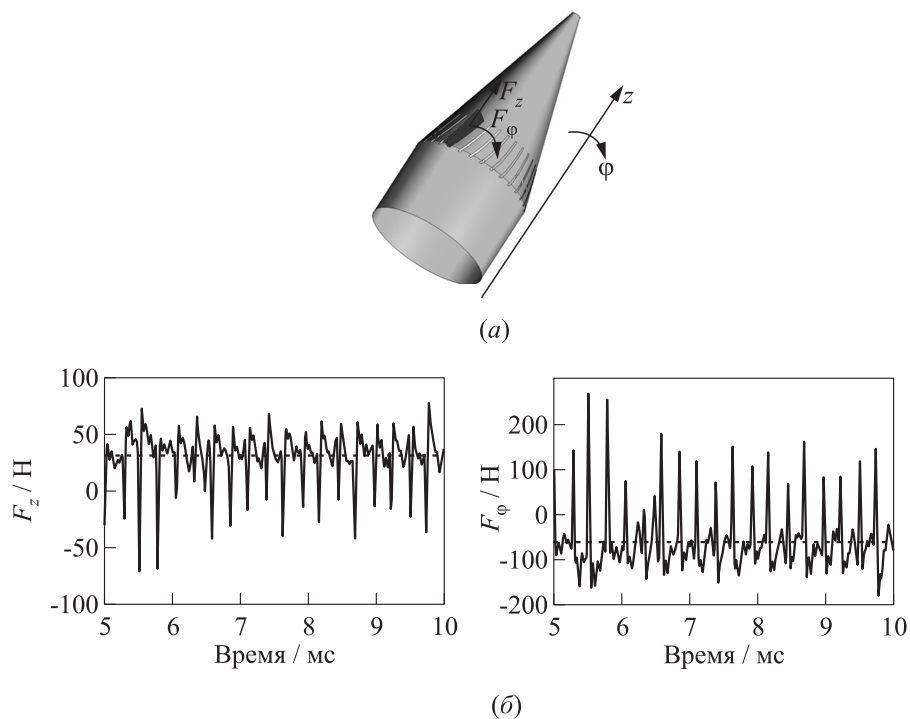 F_z
F_φ
z
φ
(а)
100
50
0
-50
-100
F_z / Н
5 6 7 8 9 10
Время / мс
200
100
0
-100
-200
F_φ / Н
5 6 7 8 9 10
Время / мс
(б)